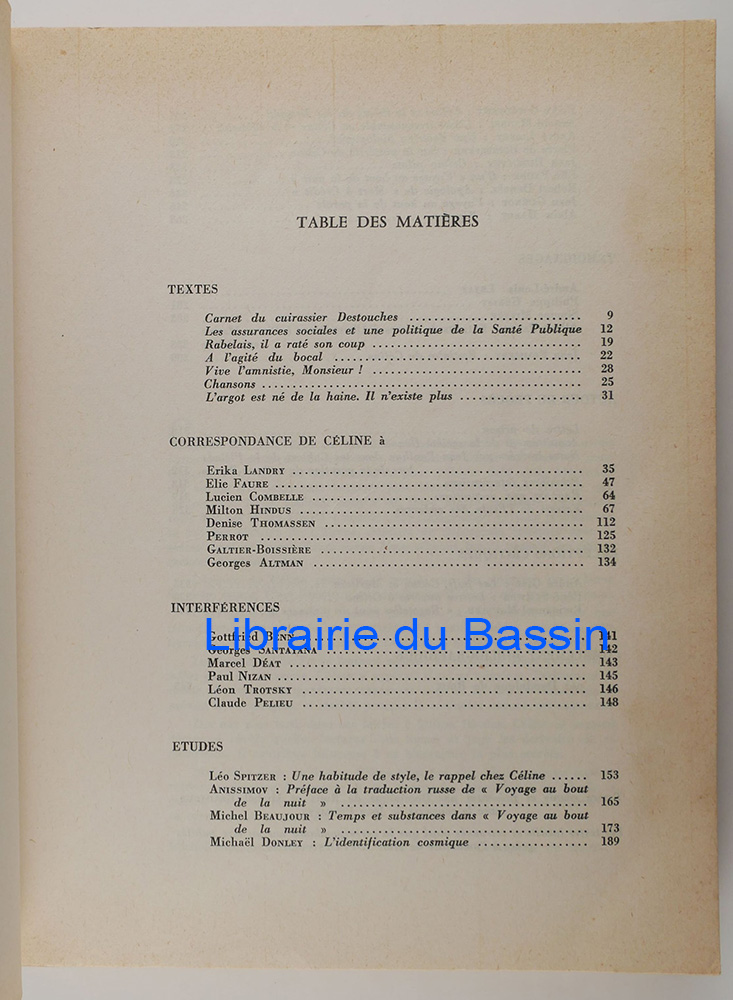 TABLE DES MATIÈRES
TEXTES
Carnet du cuirassier Destouches ............................ 9
Les assurances sociales et une politique de la Santé Publique 12
Rabelais, il a raté son coup .................................. 19
A l'agité du bocal ........................................ 22
Vive l'amnistie, Monsieur ! .................................. 28
Chansons .................................................... 25
L'argot est né de la haine. Il n'existe plus .................... 31
CORRESPONDANCE DE CÉLINE à
Erika LANDRY ............................................... 35
Elie FAURE .................................................. 47
Lucien COMBELLE ............................................ 64
Milton HINDUS .............................................. 67
Denise THOMASSEN .......................................... 112
PERROT .................................................... 125
GALTIER-BOISSIÈRE .......................................... 132
Georges ALTMAN ............................................ 134
INTERFÉRENCES
Gottfried BENN ............................................. 141
Georges SANTAYANA ......................................... 142
Marcel DÉAT ................................................ 143
Paul NIZAN .................................................. 145
Léon TROTSKY .............................................. 146
Claude PELIEU .............................................. 148
Librairie du Bassin
ETUDES
Léo SPITZER : Une habitude de style, le rappel chez Céline ...... 153
ANISSIMOV : Préface à la traduction russe de « Voyage au bout
de la nuit » ........................................ 165
Michel BEAUJOUR : Temps et substances dans « Voyage au bout
de la nuit » ........................................ 173
Michaël DONLEY : L'identification cosmique .................. 189